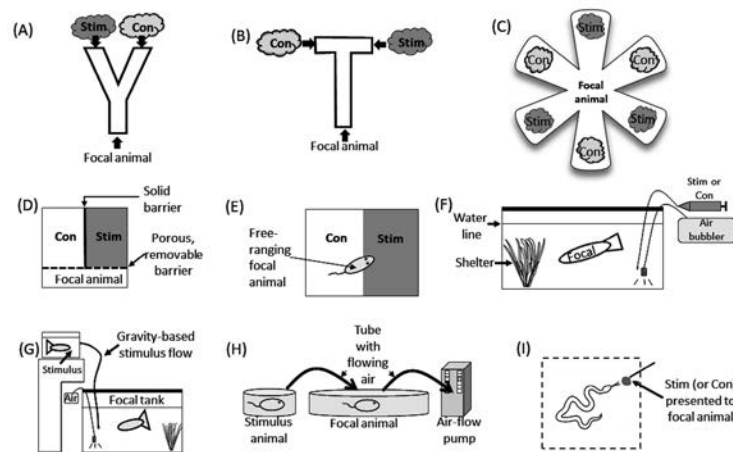 (A)
Stim
Con
Focal animal
(B)
Con
Stim
Focal animal
(C)
Stim
Con
Con
Focal
animal
Stim
Stim
Con
(D)
Solid
barrier
Con
Stim
Porous,
removable
barrier
Focal animal
(E)
Con
Stim
Free-
ranging
focal
animal
(F)
Stim or
Con
Water
line
Air
bubbler
Shelter
Focal
(G)
Gravity-based
stimulus flow
Stimulus
Air
Focal tank
(H)
Tube
with
flowing
air
Stimulus
animal
Focal animal
Air-flow
pump
(I)
Stim (or Con)
presented to
focal animal